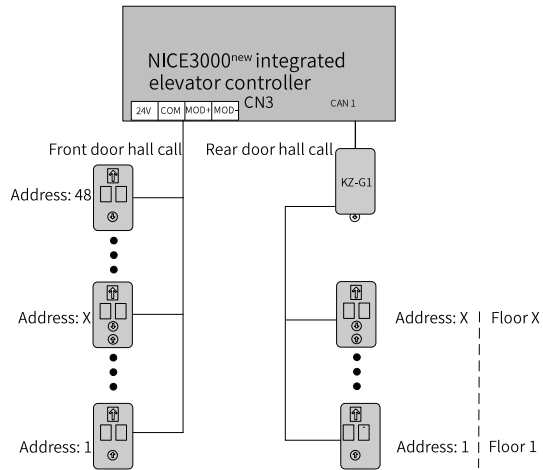 NICE3000new integrated
elevator controller
24V COM MOD+ MOD- CN3 CAN 1
Front door hall call Rear door hall call
KZ-G1
Address: 48
Address: X Address: X Floor X
Address: 1 Address: 1 Floor 1